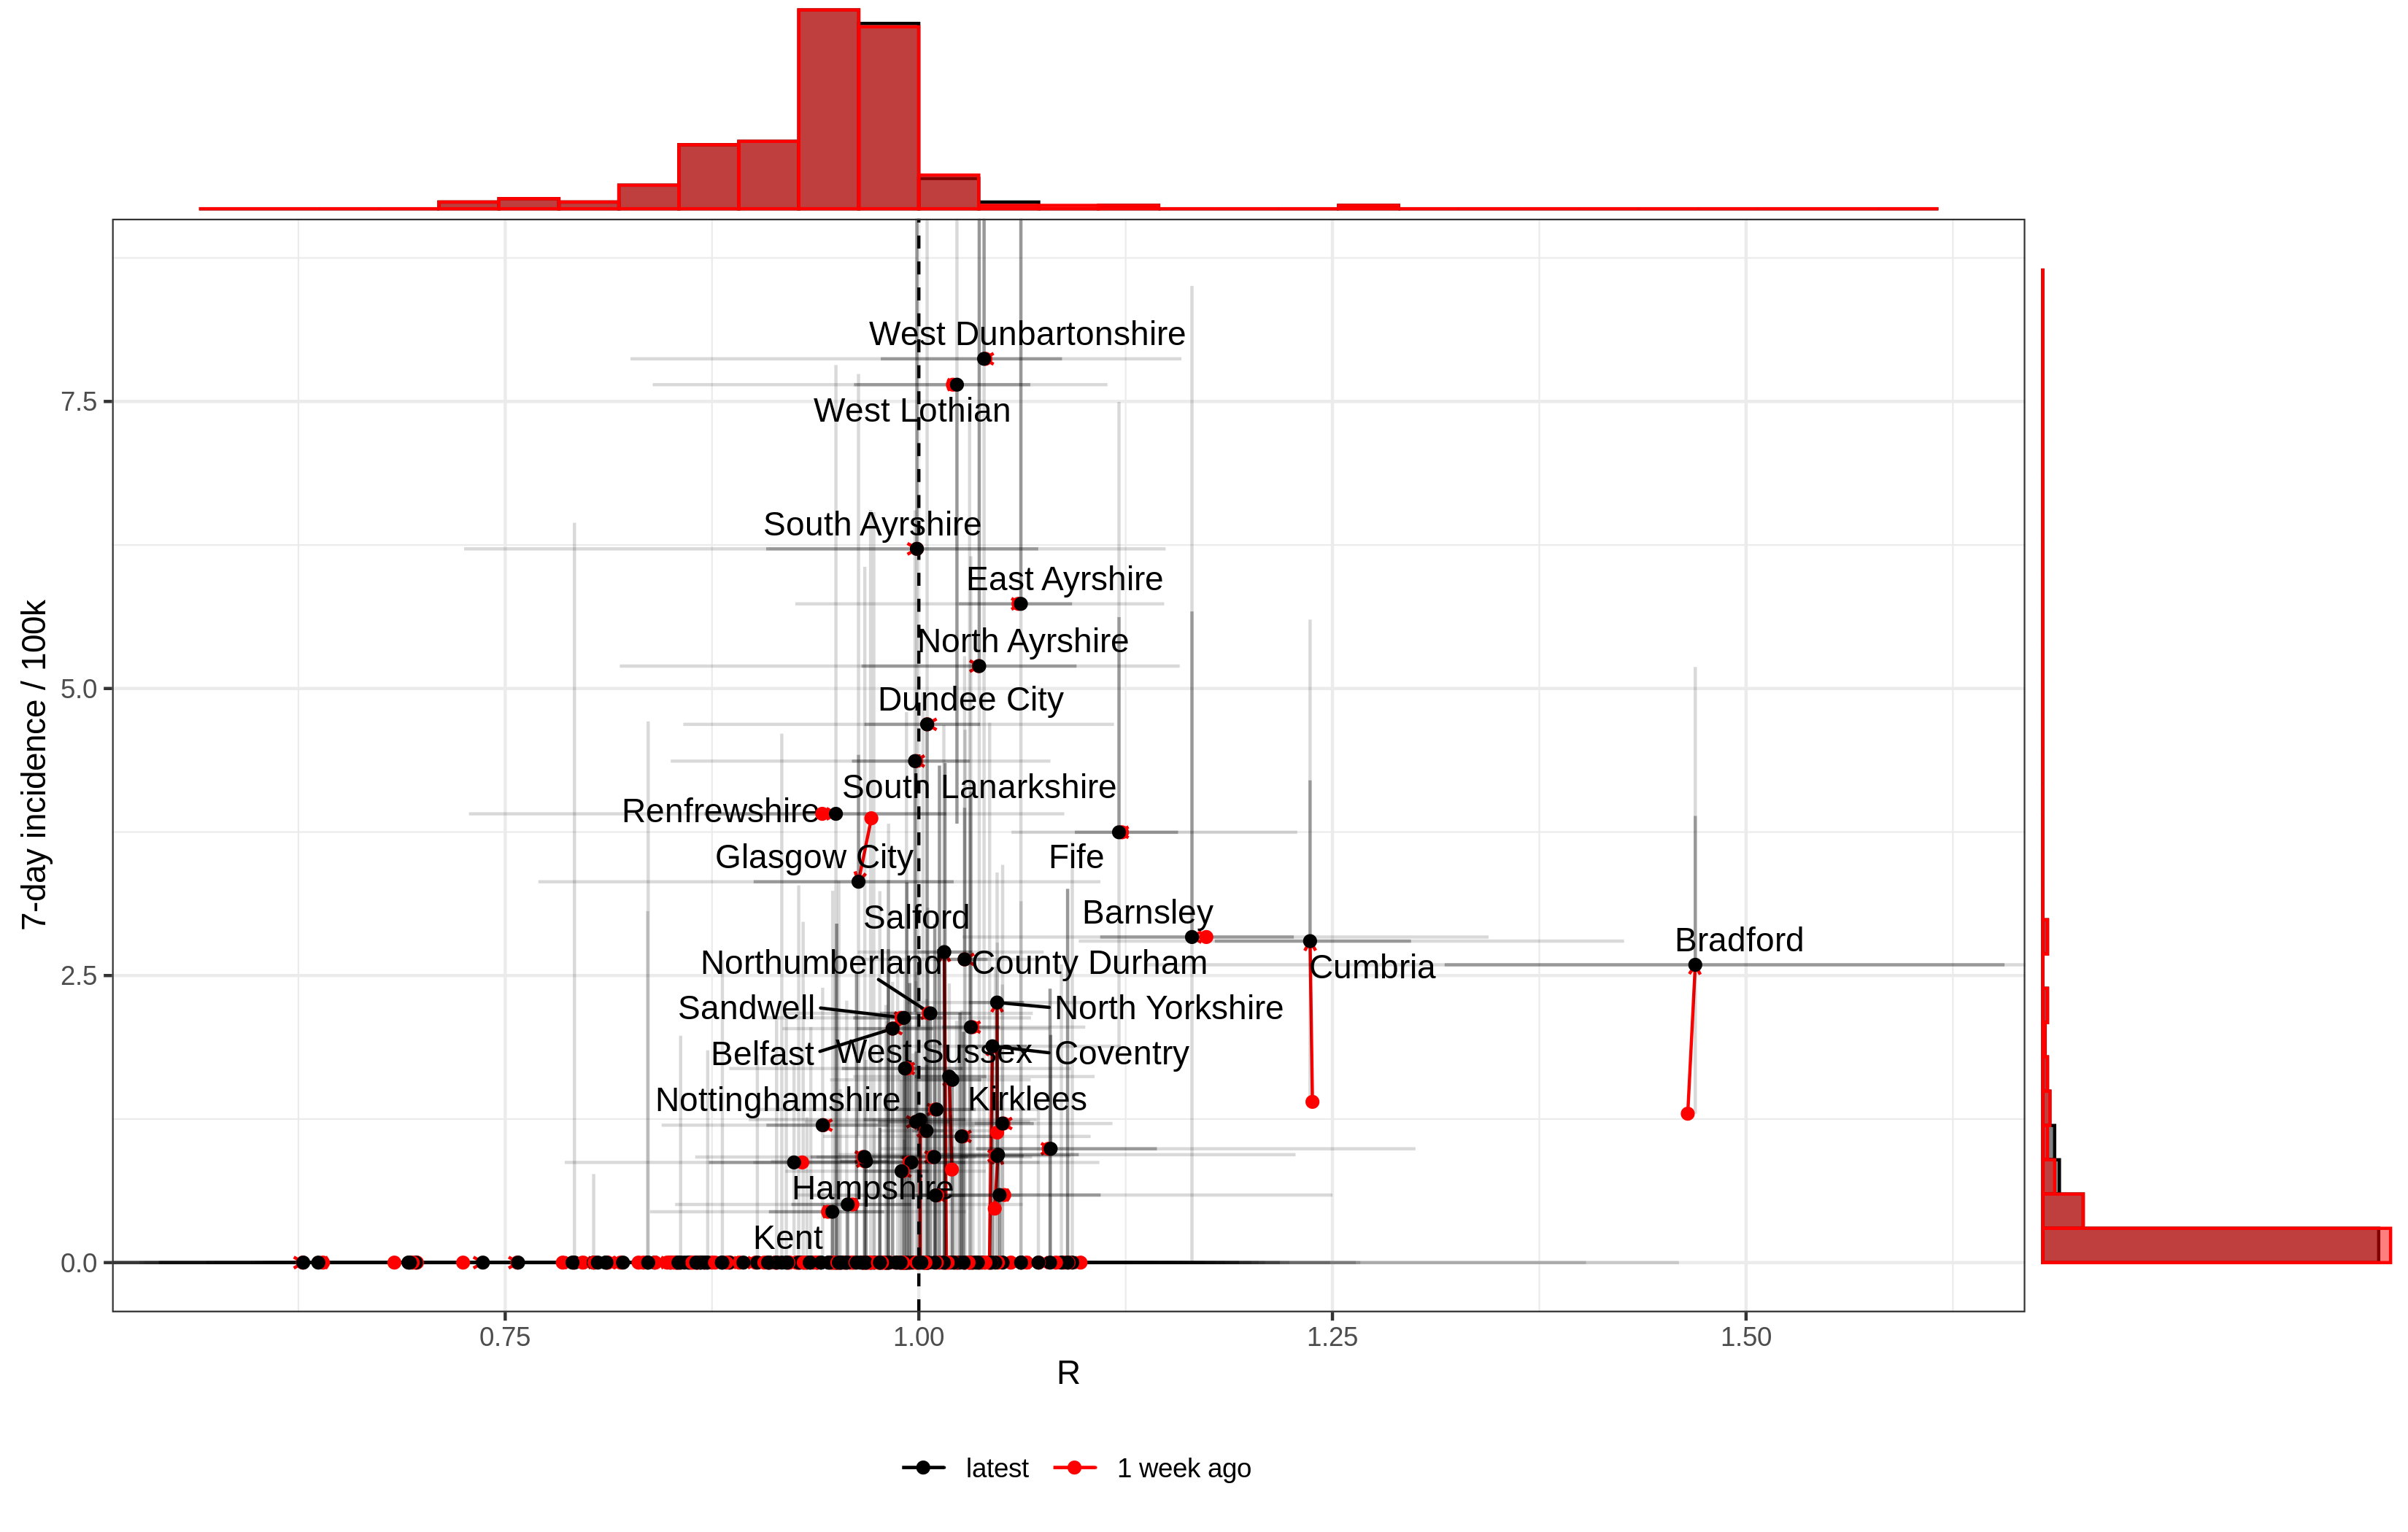 West Dunbartonshire
7.5
West Lothian
South Ayrshire
East Ayrshire
North Ayrshire
5.0
Dundee City
South Lanarkshire
Renfrewshire
Glasgow City
Fife
Salford
Barnsley
Bradford
Northumberland
County Durham
Cumbria
2.5
Sandwell
North Yorkshire
Belfast
West Sussex
Coventry
Nottinghamshire
Kirklees
Hampshire
Kent
0.0
7-day incidence / 100k
0.75
1.00
1.25
1.50
R
latest
1 week ago